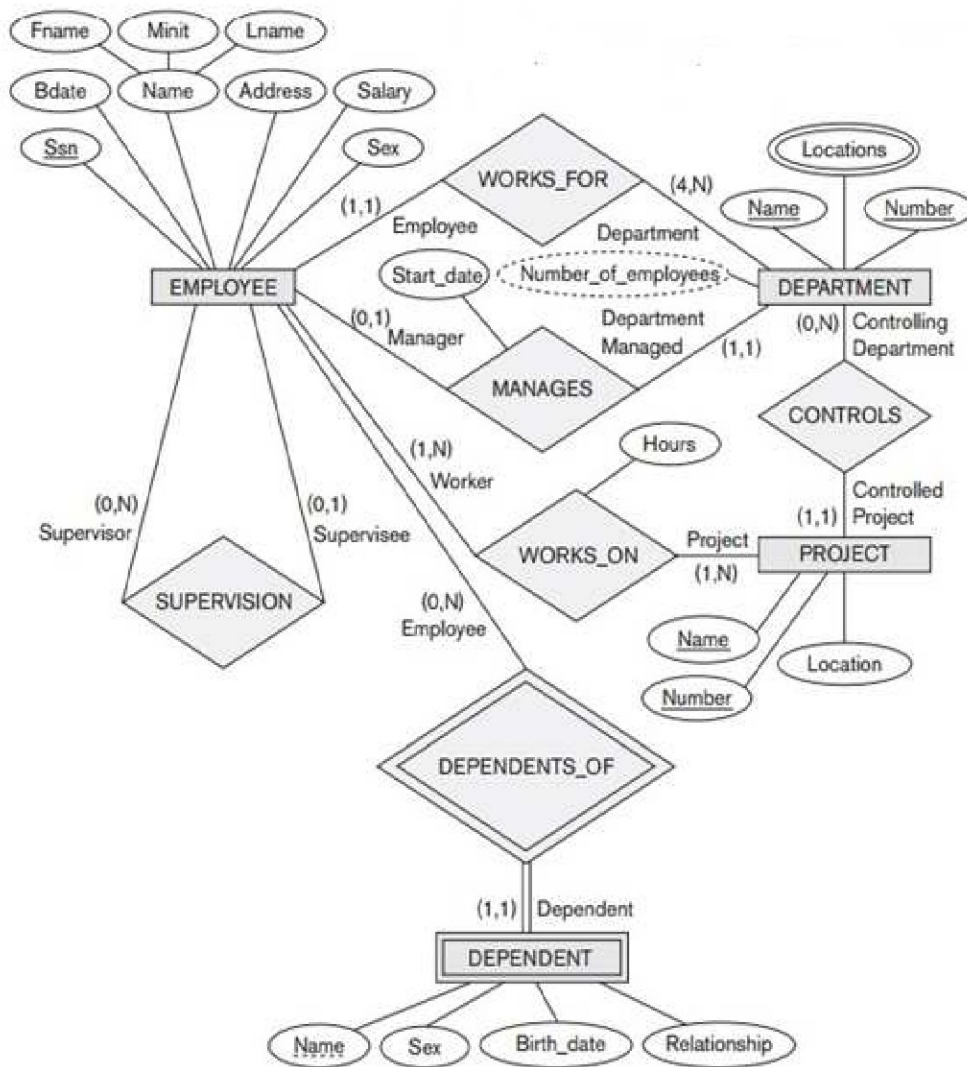 Fname
Minit
Lname
Bdate
Name
Address
Salary
Ssn
Sex
WORKS_FOR
Locations
Name
Number
(1,1)
Employee
(4,N)
Department
Start_date
Number_of_employees
EMPLOYEE
DEPARTMENT
(0,1)
Manager
Department
Managed
(1,1)
MANAGES
(0,N)
Controlling
Department
CONTROLS
Hours
(1,N)
Worker
(0,N)
Supervisor
(0,1)
Supervisee
Controlled
Project
(1,1)
WORKS_ON
Project
(1,N)
PROJECT
SUPERVISION
(0,N)
Employee
Name
Number
Location
DEPENDENTS_OF
(1,1)
Dependent
DEPENDENT
Name
Sex
Birth_date
Relationship